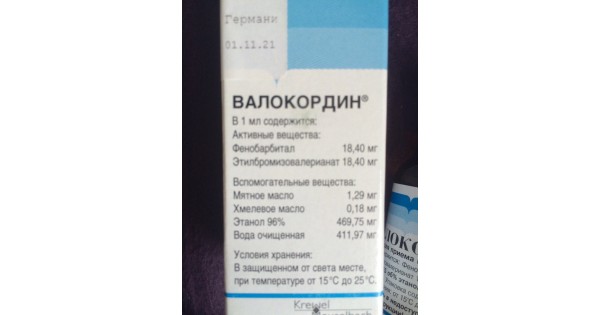 Германи
01.11.21
ВАЛОКОРДИН®
В 1 мл содержится:
Активные вещества:
Фенобарбитал 18,40 мг
Этилбромизовалерианат 18,40 мг
Вспомогательные вещества:
Мятное масло 1,29 мг
Хмелевое масло 0,18 мг
Этанол 96% 469,75 мг
Вода очищенная 411,97 мг
Условия хранения:
В защищенном от света месте,
при температуре от 15°С до 25°С.
Krewel